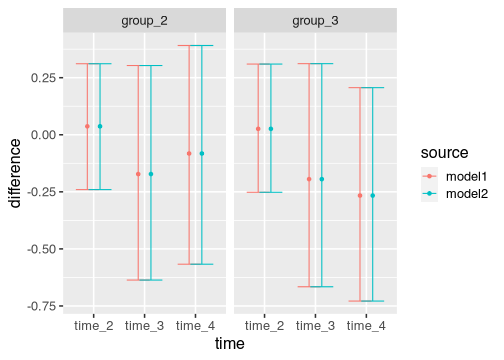 group_2 group_3
difference
0.25
0.00
-0.25
-0.50
-0.75
time_2 time_3 time_4 time_2 time_3 time_4
time
source
model1
model2